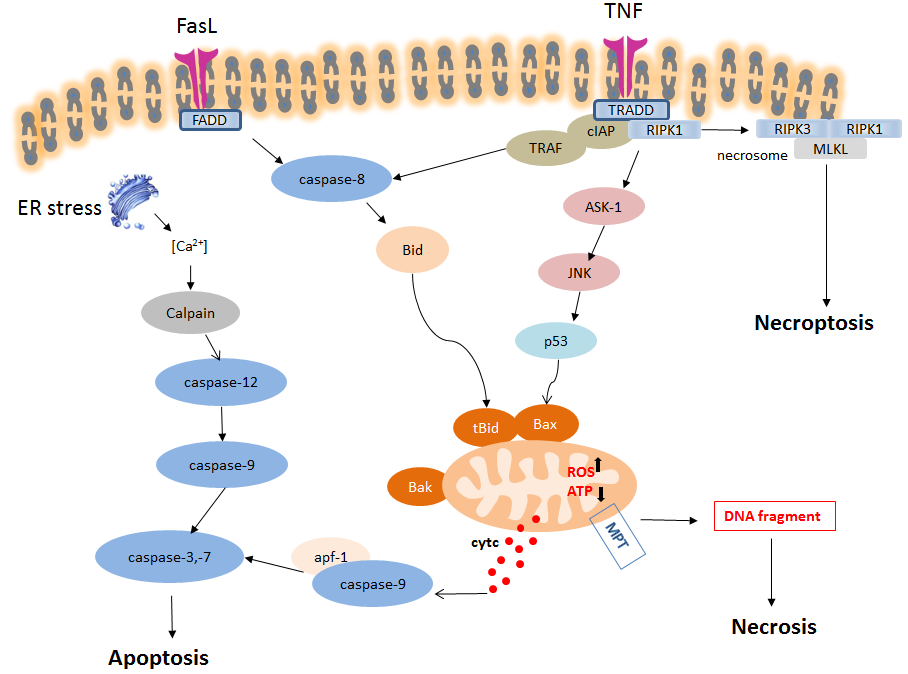 FasL
TNF
FADD
TRADD
cIAP
RIPK1
TRAF
RIPK3
RIPK1
necrosome
MLKL
caspase-8
ER stress
ASK-1
[Ca²⁺]
Bid
JNK
Calpain
p53
Necroptosis
caspase-12
tBid
Bax
caspase-9
Bak
ROS
ATP
MPT
DNA fragment
cytc
caspase-3,-7
apf-1
caspase-9
Necrosis
Apoptosis